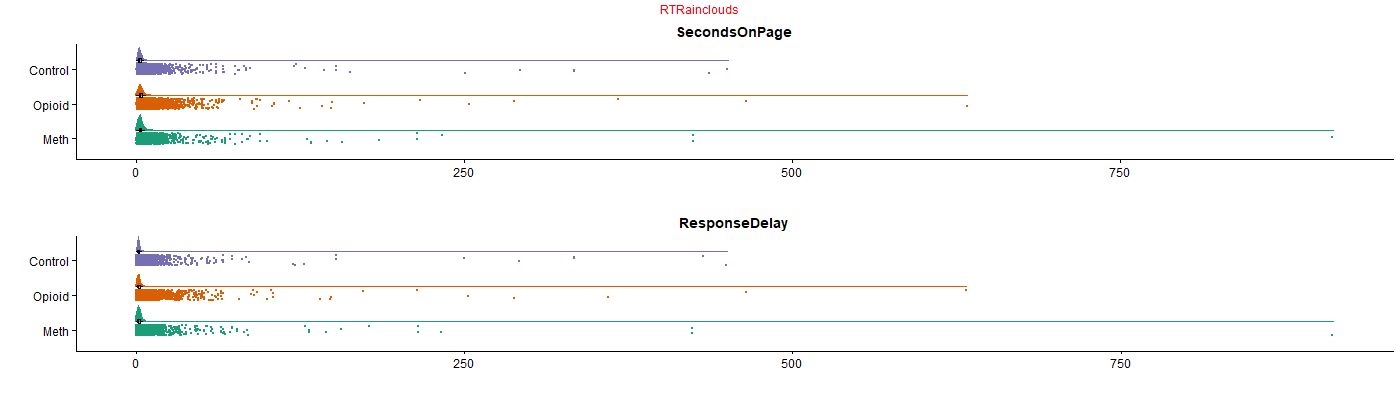 RTRainclouds
SecondsOnPage
Control
Opioid
Meth
0 250 500 750
ResponseDelay
Control
Opioid
Meth
0 250 500 750